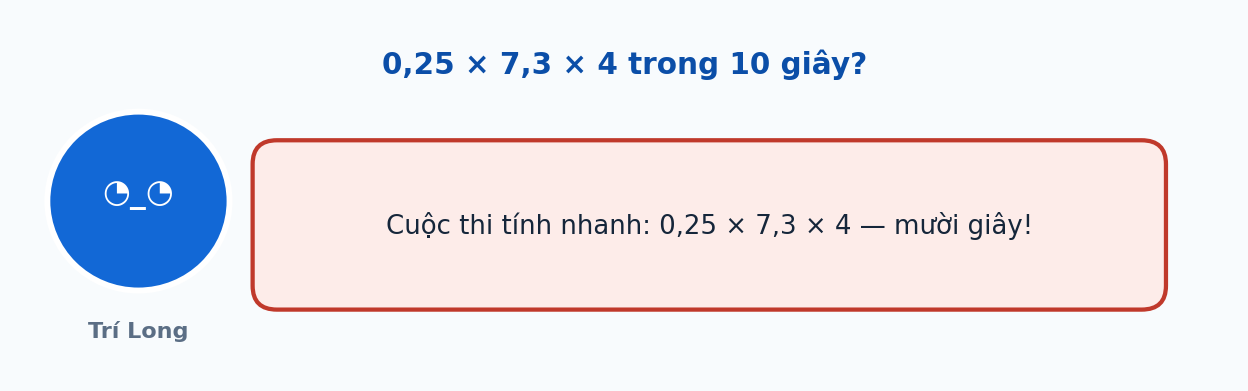 0,25 × 7,3 × 4 trong 10 giây?
◔_◔
Cuộc thi tính nhanh: 0,25 × 7,3 × 4 — mười giây!
Trí Long